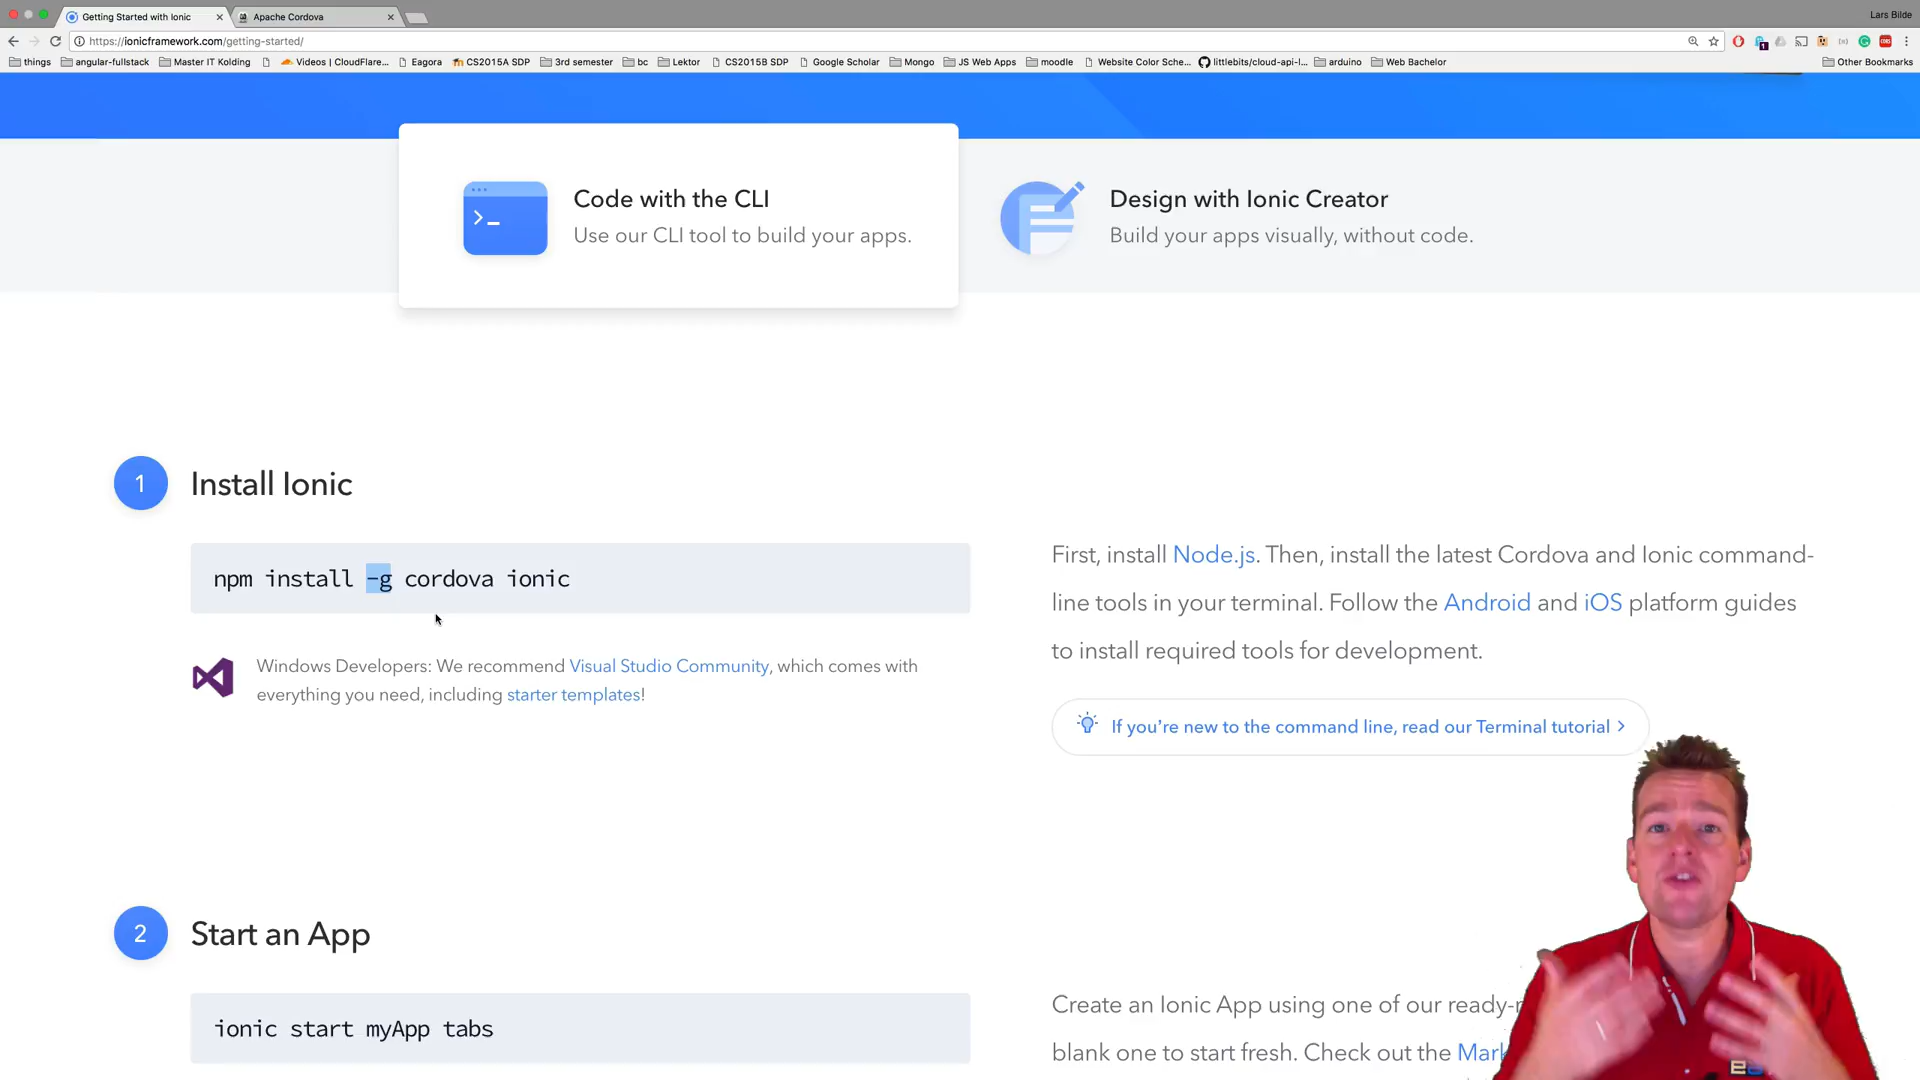 Getting Started with Ionic
Apache Cordova
Lars Bilde
https://ionicframework.com/getting-started/
things
angular-fullstack
Master IT Kolding
Videos | CloudFlare...
Eagora
CS2015A SDP
3rd semester
bc
Lektor
CS2015B SDP
Google Scholar
Mongo
JS Web Apps
moodle
Website Color Sche...
littlebits/cloud-api-l...
arduino
Web Bachelor
Other Bookmarks
Code with the CLI
Use our CLI tool to build your apps.
Design with Ionic Creator
Build your apps visually, without code.
1
Install Ionic
npm install -g cordova ionic
Windows Developers: We recommend Visual Studio Community, which comes with
everything you need, including starter templates!
First, install Node.js. Then, install the latest Cordova and Ionic command-
line tools in your terminal. Follow the Android and iOS platform guides
to install required tools for development.
If you're new to the command line, read our Terminal tutorial >
2
Start an App
ionic start myApp tabs
Create an Ionic App using one of our ready-
blank one to start fresh. Check out the